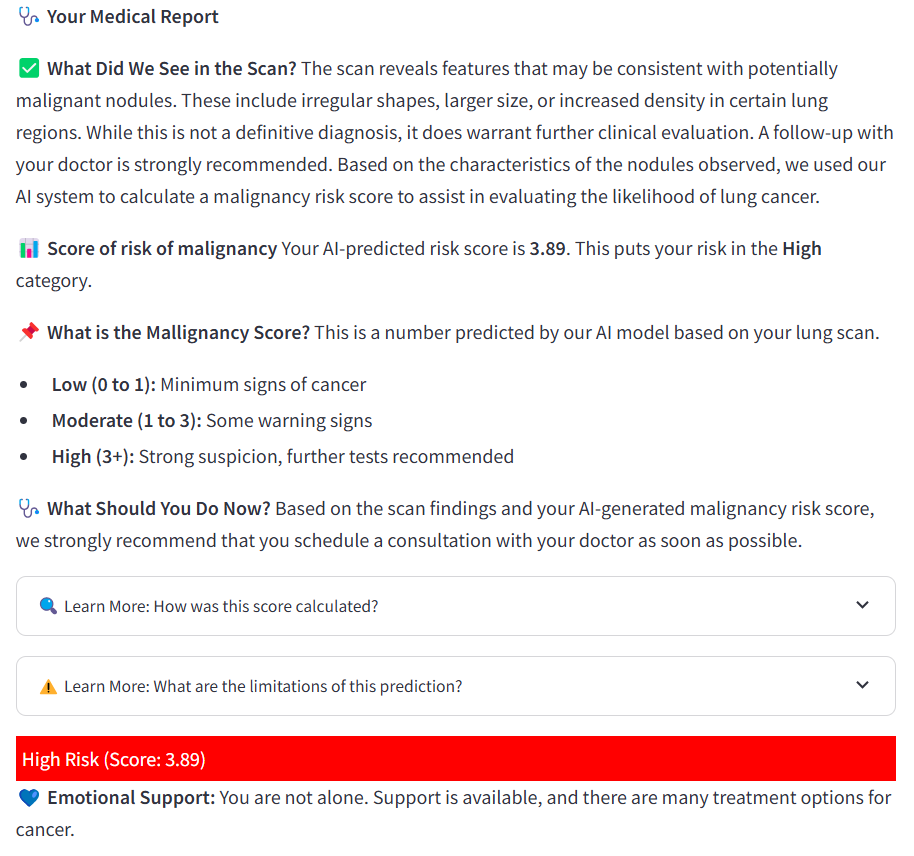 🩺 Your Medical Report
✅ What Did We See in the Scan? The scan reveals features that may be consistent with potentially
malignant nodules. These include irregular shapes, larger size, or increased density in certain lung
regions. While this is not a definitive diagnosis, it does warrant further clinical evaluation. A follow-up with
your doctor is strongly recommended. Based on the characteristics of the nodules observed, we used our
AI system to calculate a malignancy risk score to assist in evaluating the likelihood of lung cancer.
📊 Score of risk of malignancy Your AI-predicted risk score is 3.89. This puts your risk in the High
category.
📌 What is the Mallignancy Score? This is a number predicted by our AI model based on your lung scan.
• Low (0 to 1): Minimum signs of cancer
• Moderate (1 to 3): Some warning signs
• High (3+): Strong suspicion, further tests recommended
🩺 What Should You Do Now? Based on the scan findings and your AI-generated malignancy risk score,
we strongly recommend that you schedule a consultation with your doctor as soon as possible.
🔍 Learn More: How was this score calculated?
⚠️ Learn More: What are the limitations of this prediction?
High Risk (Score: 3.89)
💙 Emotional Support: You are not alone. Support is available, and there are many treatment options for
cancer.